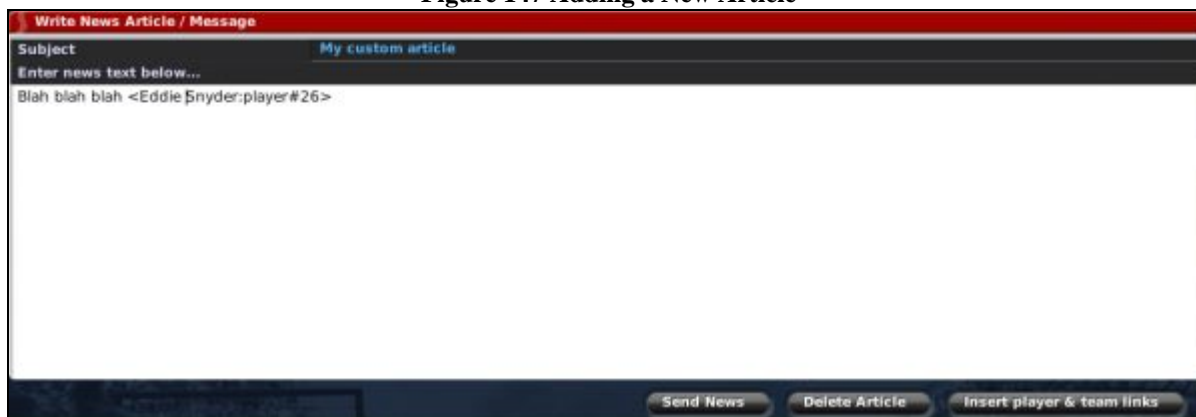 Figure 147 Adding a New Article
Write News Article / Message
Subject My custom article
Enter news text below...
Blah blah blah <Eddie Snyder:player#26>
Send News Delete Article Insert player & team links